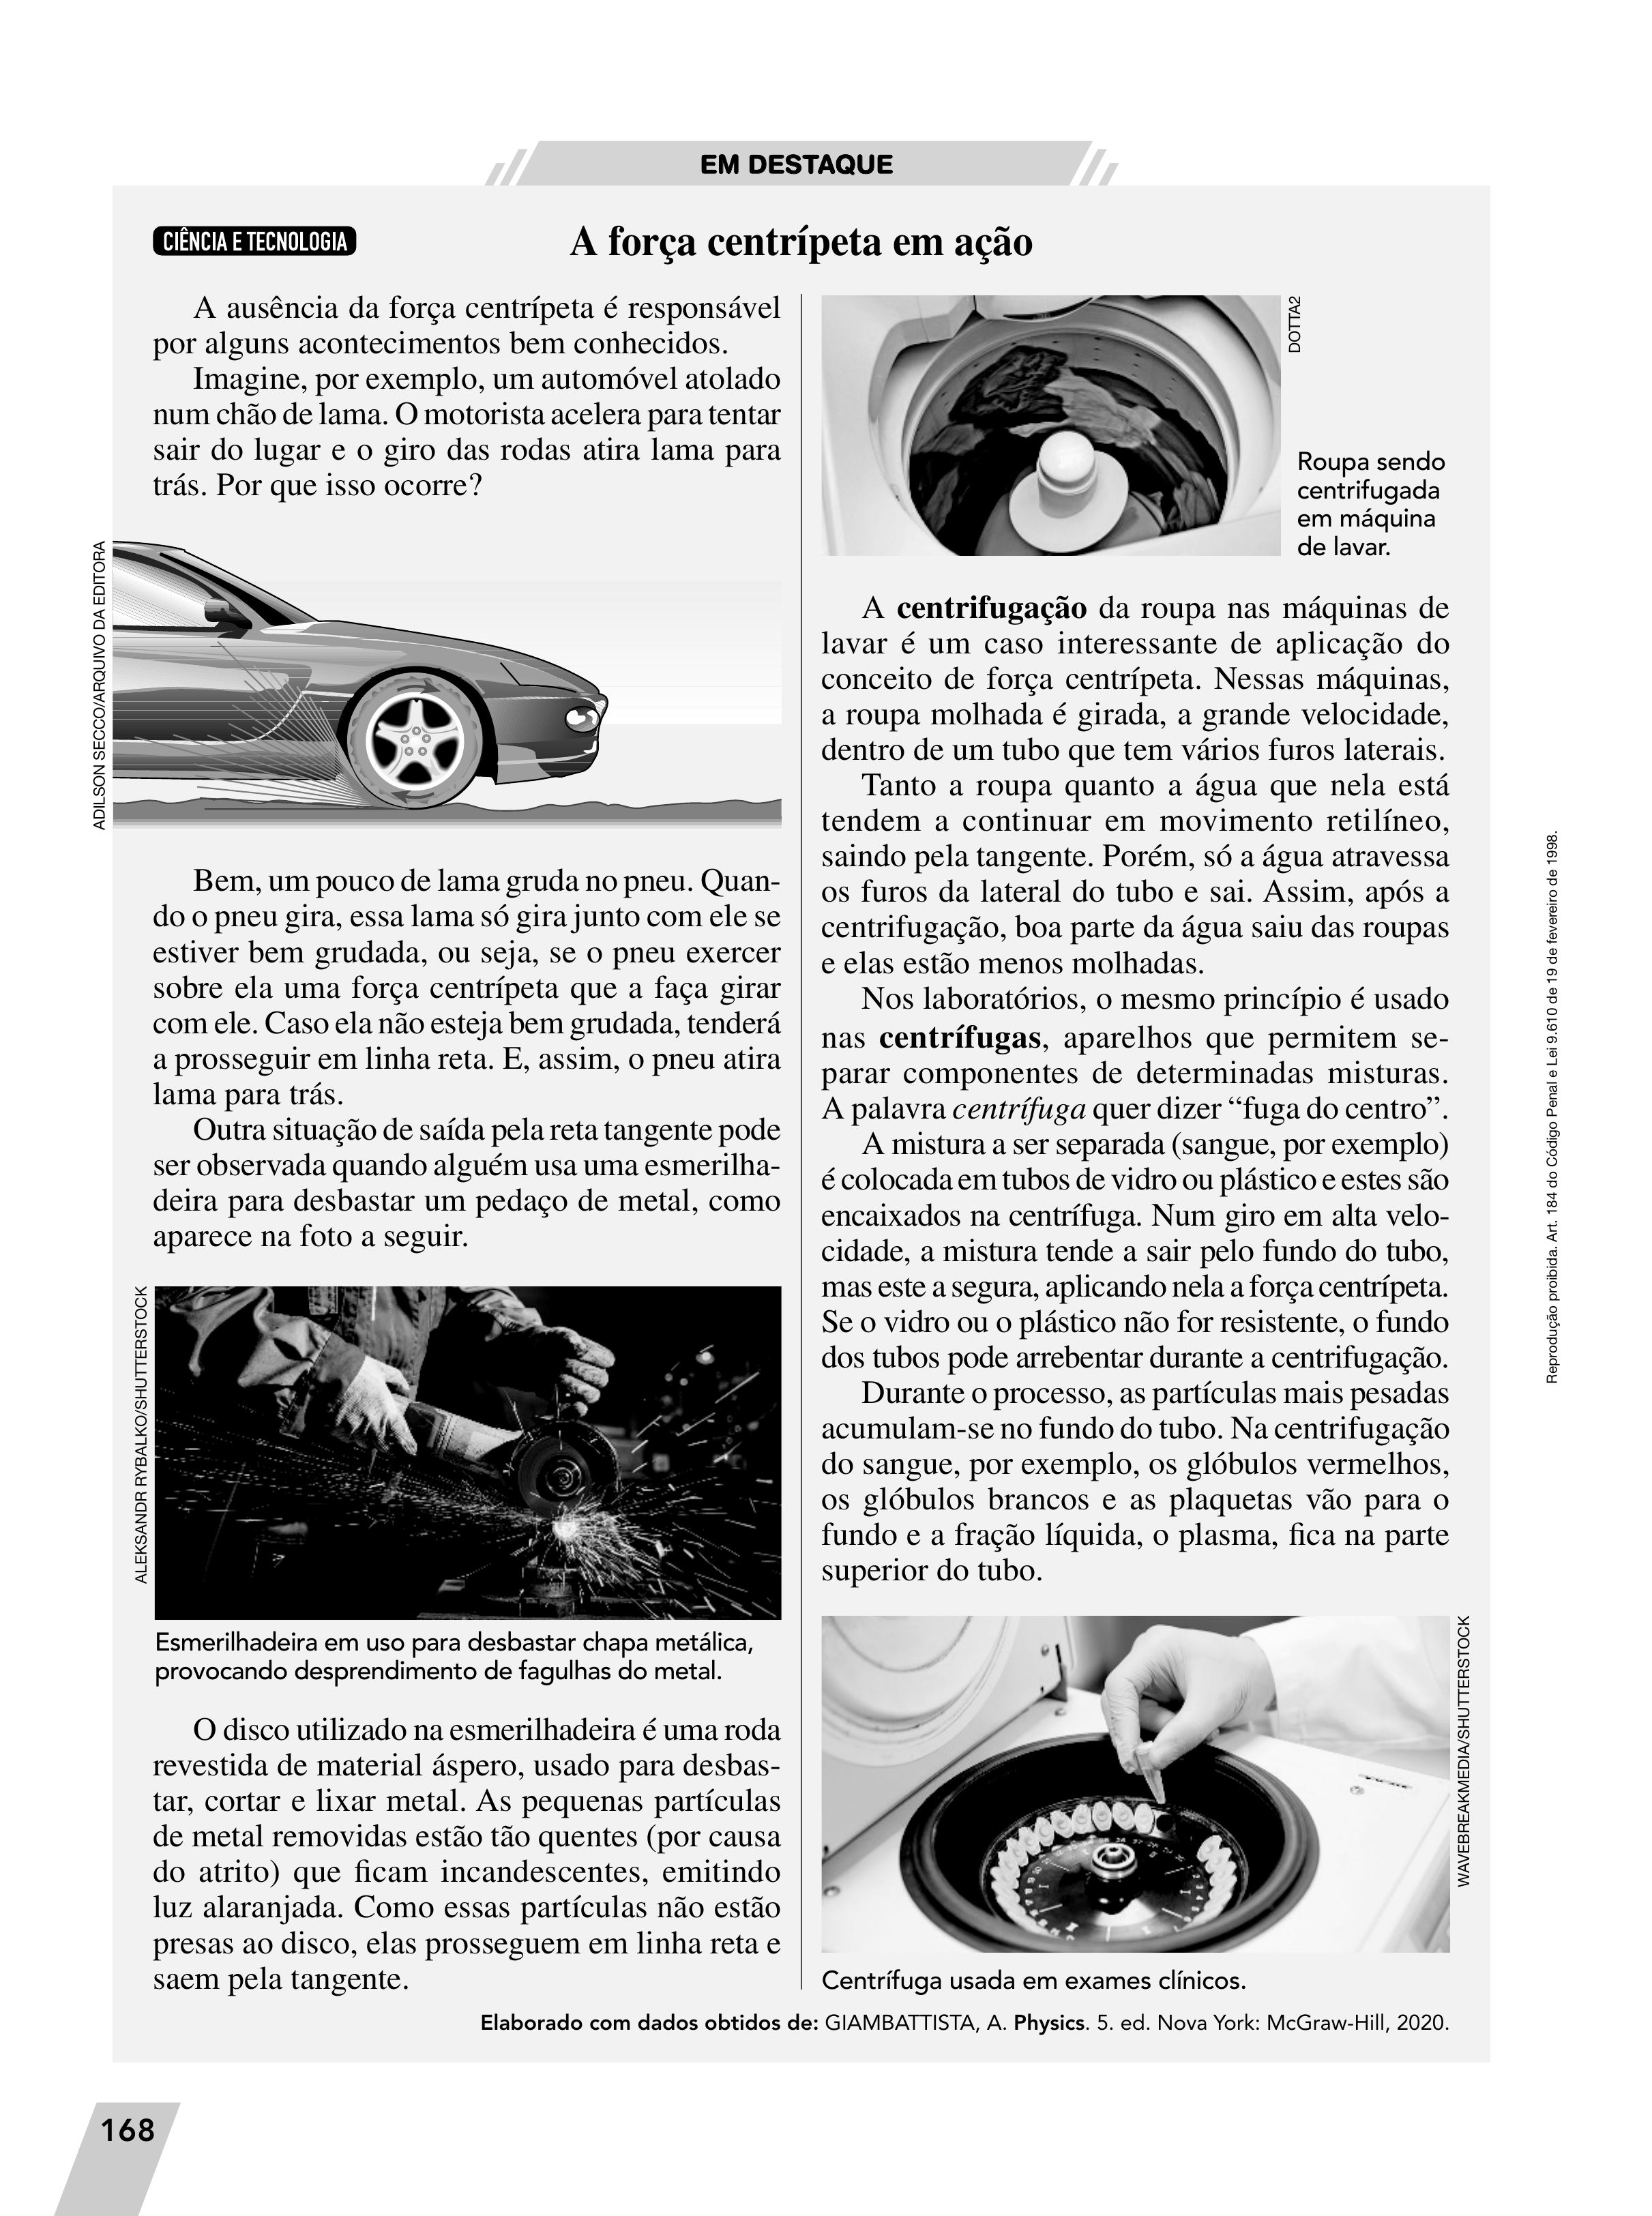 EM DESTAQUE
CIÊNCIA E TECNOLOGIA
A força centrípeta em ação
A ausência da força centrípeta é responsável
por alguns acontecimentos bem conhecidos.
Imagine, por exemplo, um automóvel atolado
num chão de lama. O motorista acelera para tentar
sair do lugar e o giro das rodas atira lama para
trás. Por que isso ocorre?
ADILSON SECCO/ARQUIVO DA EDITORA
Bem, um pouco de lama gruda no pneu. Quan-
do o pneu gira, essa lama só gira junto com ele se
estiver bem grudada, ou seja, se o pneu exercer
sobre ela uma força centrípeta que a faça girar
com ele. Caso ela não esteja bem grudada, tenderá
a prosseguir em linha reta. E, assim, o pneu atira
lama para trás.
Outra situação de saída pela reta tangente pode
ser observada quando alguém usa uma esmerilha-
deira para desbastar um pedaço de metal, como
aparece na foto a seguir.
ALEKSANDR RYBALKO/SHUTTERSTOCK
Esmerilhadeira em uso para desbastar chapa metálica,
provocando desprendimento de fagulhas do metal.
O disco utilizado na esmerilhadeira é uma roda
revestida de material áspero, usado para desbas-
tar, cortar e lixar metal. As pequenas partículas
de metal removidas estão tão quentes (por causa
do atrito) que ficam incandescentes, emitindo
luz alaranjada. Como essas partículas não estão
presas ao disco, elas prosseguem em linha reta e
saem pela tangente.
DOTTA2
Roupa sendo
centrifugada
em máquina
de lavar.
A centrifugação da roupa nas máquinas de
lavar é um caso interessante de aplicação do
conceito de força centrípeta. Nessas máquinas,
a roupa molhada é girada, a grande velocidade,
dentro de um tubo que tem vários furos laterais.
Tanto a roupa quanto a água que nela está
tendem a continuar em movimento retilíneo,
saindo pela tangente. Porém, só a água atravessa
os furos da lateral do tubo e sai. Assim, após a
centrifugação, boa parte da água saiu das roupas
e elas estão menos molhadas.
Nos laboratórios, o mesmo princípio é usado
nas centrífugas, aparelhos que permitem se-
parar componentes de determinadas misturas.
A palavra centrífuga quer dizer “fuga do centro”.
A mistura a ser separada (sangue, por exemplo)
é colocada em tubos de vidro ou plástico e estes são
encaixados na centrífuga. Num giro em alta velo-
cidade, a mistura tende a sair pelo fundo do tubo,
mas este a segura, aplicando nela a força centrípeta.
Se o vidro ou o plástico não for resistente, o fundo
dos tubos pode arrebentar durante a centrifugação.
Durante o processo, as partículas mais pesadas
acumulam-se no fundo do tubo. Na centrifugação
do sangue, por exemplo, os glóbulos vermelhos,
os glóbulos brancos e as plaquetas vão para o
fundo e a fração líquida, o plasma, fica na parte
superior do tubo.
WAVEBREAKMEDIA/SHUTTERSTOCK
Centrífuga usada em exames clínicos.
Elaborado com dados obtidos de: GIAMBATTISTA, A. Physics. 5. ed. Nova York: McGraw-Hill, 2020.
Reprodução proibida. Art. 184 do Código Penal e Lei 9.610 de 19 de fevereiro de 1998.
168